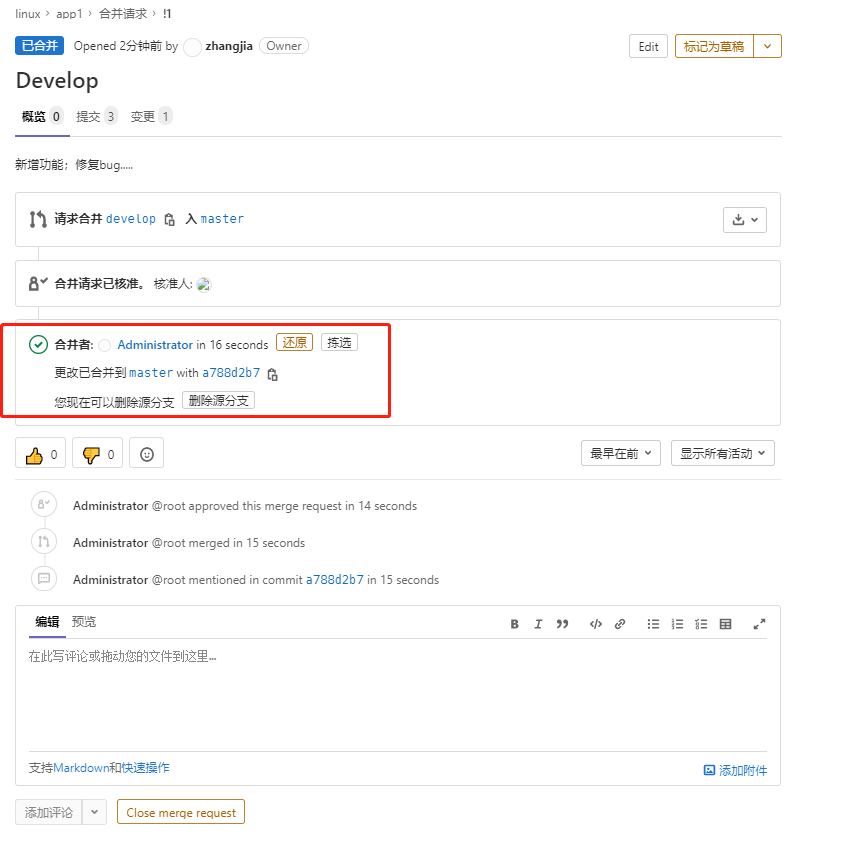 linux › app1 › 合并请求 › !1
已合并 Opened 2分钟前 by zhangjia Owner Edit 标记为草稿
Develop
概览 0 提交 3 变更 1
新增功能；修复bug.....
请求合并 develop 入 master
合并请求已核准。 核准人:
合并者: Administrator in 16 seconds 还原 拣选
更改已合并到 master with a788d2b7
您现在可以删除源分支 删除源分支
0 0 最早在前 显示所有活动
Administrator @root approved this merge request in 14 seconds
Administrator @root merged in 15 seconds
Administrator @root mentioned in commit a788d2b7 in 15 seconds
编辑 预览
在此写评论或拖动您的文件到这里...
支持Markdown和快速操作 添加附件
添加评论 Close merge request